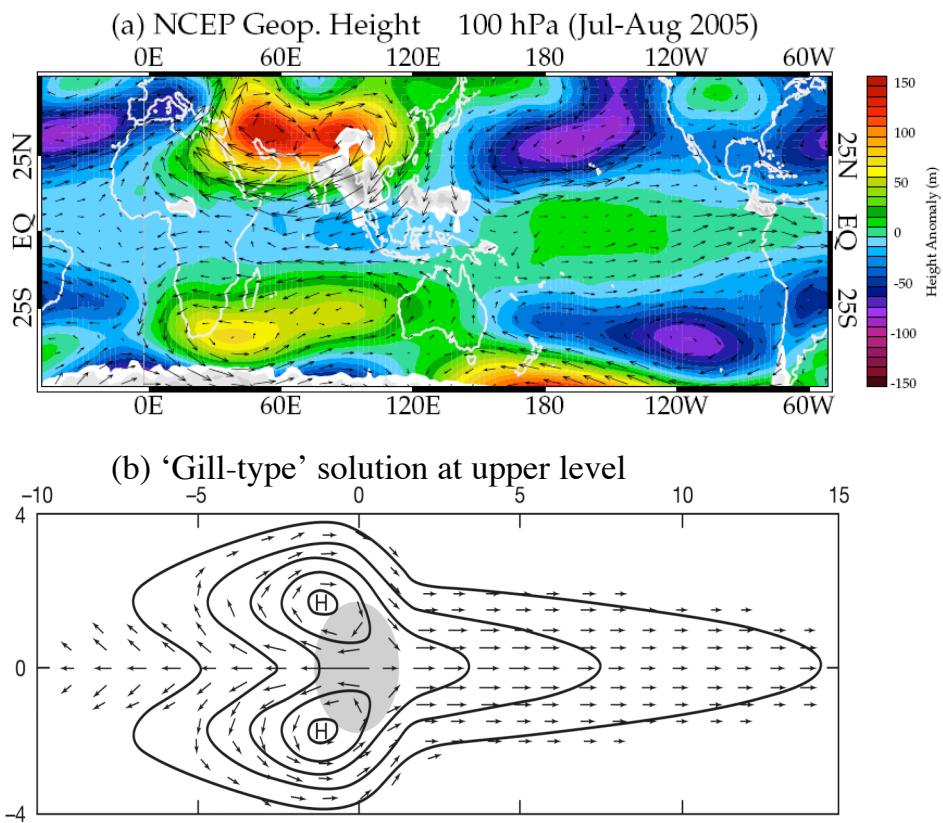 (a) NCEP Geop. Height 100 hPa (Jul-Aug 2005)
0E 60E 120E 180 120W 60W
25N 25N
EQ EQ
25S 25S
0E 60E 120E 180 120W 60W
150
100
50
0
-50
-100
-150
Height Anomaly (m)
(b) ‘Gill-type’ solution at upper level
−10 −5 0 5 10 15
4
H
0
H
−4